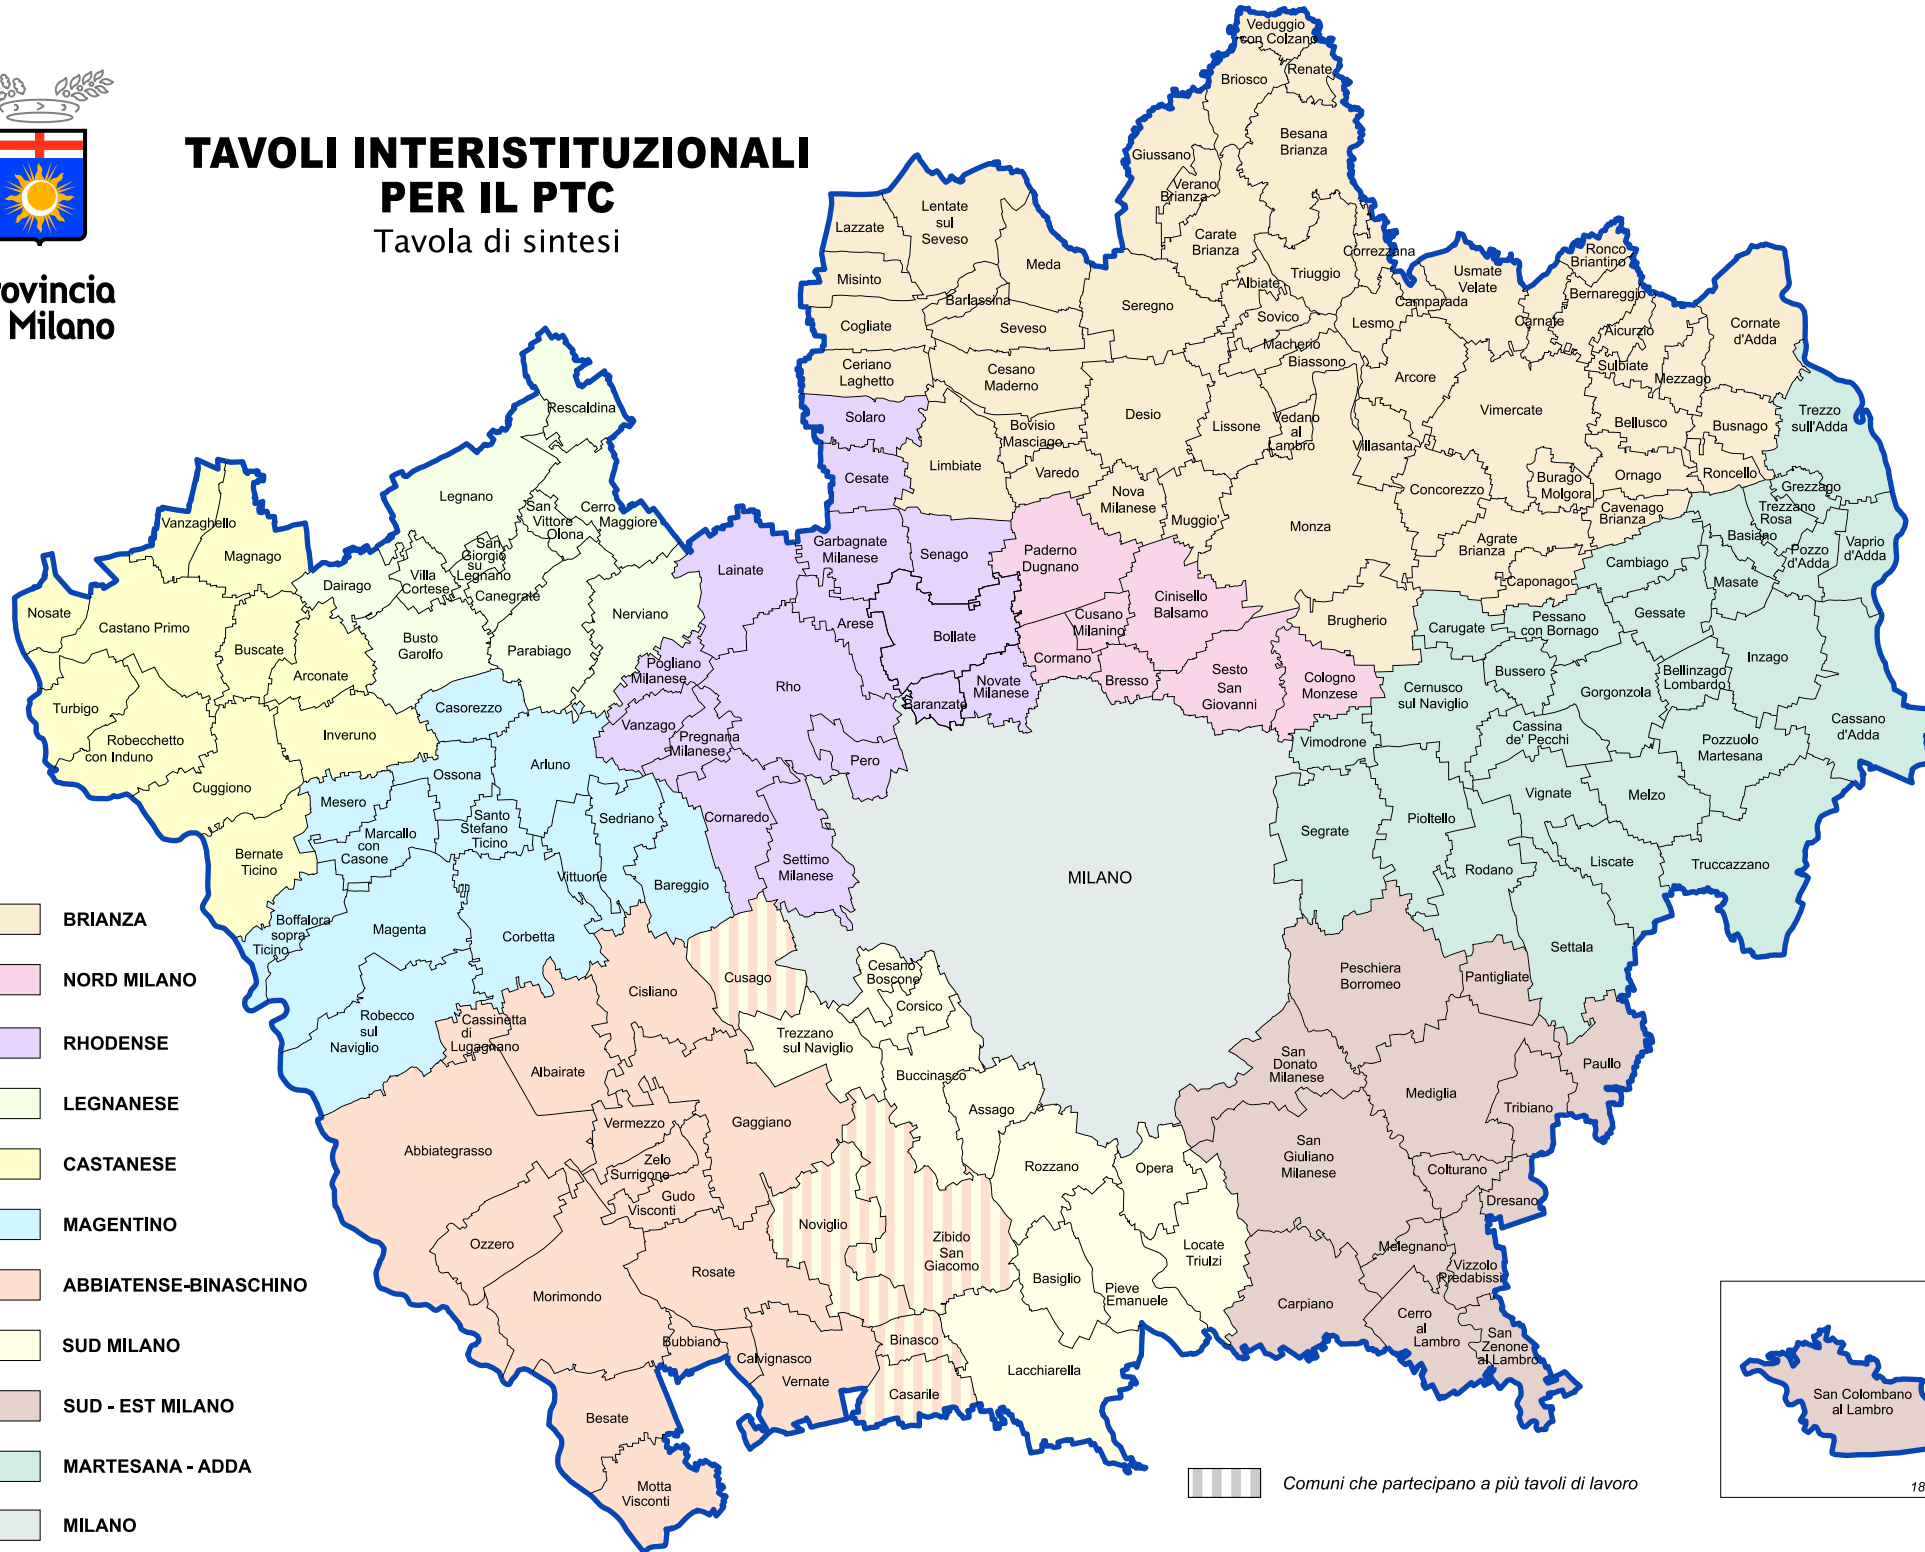 TAVOLI INTERISTITUZIONALI
PER IL PTC
Tavola di sintesi
rovincia
Milano
Veduggio
con Colzano
Renate
Briosco
Besana
Brianza
Giussano
Verano
Brianza
Carate
Brianza
Correzzana
Triuggio
Albiate
Sovico
Macherio
Biassono
Lesmo
Camparada
Usmate
Velate
Ronco
Briantino
Bernareggio
Carnate
Aicurzio
Sulbiate
Mezzago
Cornate
d'Adda
Lazzate
Lentate
sul
Seveso
Misinto
Meda
Barlassina
Cogliate
Seveso
Seregno
Ceriano
Laghetto
Cesano
Maderno
Desio
Lissone
Vedano
al
Lambro
Villasanta
Arcore
Vimercate
Bellusco
Busnago
Roncello
Ornago
Burago
Molgora
Cavenago
Brianza
Concorezzo
Agrate
Brianza
Caponago
Bovisio
Masciago
Limbiate
Varedo
Nova
Milanese
Muggio'
Monza
Brugherio
Solaro
Cesate
Garbagnate
Milanese
Senago
Lainate
Arese
Bollate
Pogliano
Milanese
Rho
Baranzate
Novate
Milanese
Vanzago
Pregnana
Milanese
Pero
Cornaredo
Settimo
Milanese
Paderno
Dugnano
Cusano
Milanino
Cinisello
Balsamo
Cormano
Bresso
Sesto
San
Giovanni
Cologno
Monzese
Rescaldina
Legnano
San
Vittore
Olona
Cerro
Maggiore
San
Giorgio
su
Legnano
Villa
Cortese
Canegrate
Dairago
Busto
Garolfo
Parabiago
Nerviano
Vanzaghello
Magnago
Nosate
Castano Primo
Buscate
Arconate
Turbigo
Robecchetto
con Induno
Inveruno
Cuggiono
Bernate
Ticino
Casorezzo
Ossona
Arluno
Mesero
Marcallo
con
Casone
Santo
Stefano
Ticino
Sedriano
Vittuone
Bareggio
Boffalora
sopra
Ticino
Magenta
Corbetta
Robecco
sul
Naviglio
Cassinetta
di
Lugagnano
Cisliano
Albairate
Abbiategrasso
Vermezzo
Zelo
Surrigone
Gudo
Visconti
Gaggiano
Ozzero
Morimondo
Rosate
Bubbiano
Calvignasco
Vernate
Besate
Motta
Visconti
Cusago
Noviglio
Zibido
San
Giacomo
Binasco
Casarile
Cesano
Boscone
Corsico
Trezzano
sul Naviglio
Buccinasco
Assago
Rozzano
Opera
Basiglio
Pieve
Emanuele
Locate
Triulzi
Lacchiarella
MILANO
Trezzo
sull'Adda
Grezzago
Trezzano
Rosa
Basiano
Pozzo
d'Adda
Vaprio
d'Adda
Cambiago
Masate
Gessate
Pessano
con Bornago
Carugate
Bussero
Bellinzago
Lombardo
Inzago
Cernusco
sul Naviglio
Gorgonzola
Cassina
de' Pecchi
Pozzuolo
Martesana
Cassano
d'Adda
Vimodrone
Segrate
Pioltello
Vignate
Melzo
Rodano
Liscate
Truccazzano
Settala
Peschiera
Borromeo
Pantigliate
San
Donato
Milanese
Mediglia
Paullo
Tribiano
San
Giuliano
Milanese
Colturano
Dresano
Melegnano
Vizzolo
Predabissi
Carpiano
Cerro
al
Lambro
San
Zenone
al Lambro
San Colombano
al Lambro
18
BRIANZA
NORD MILANO
RHODENSE
LEGNANESE
CASTANESE
MAGENTINO
ABBIATENSE-BINASCHINO
SUD MILANO
SUD - EST MILANO
MARTESANA - ADDA
MILANO
Comuni che partecipano a più tavoli di lavoro